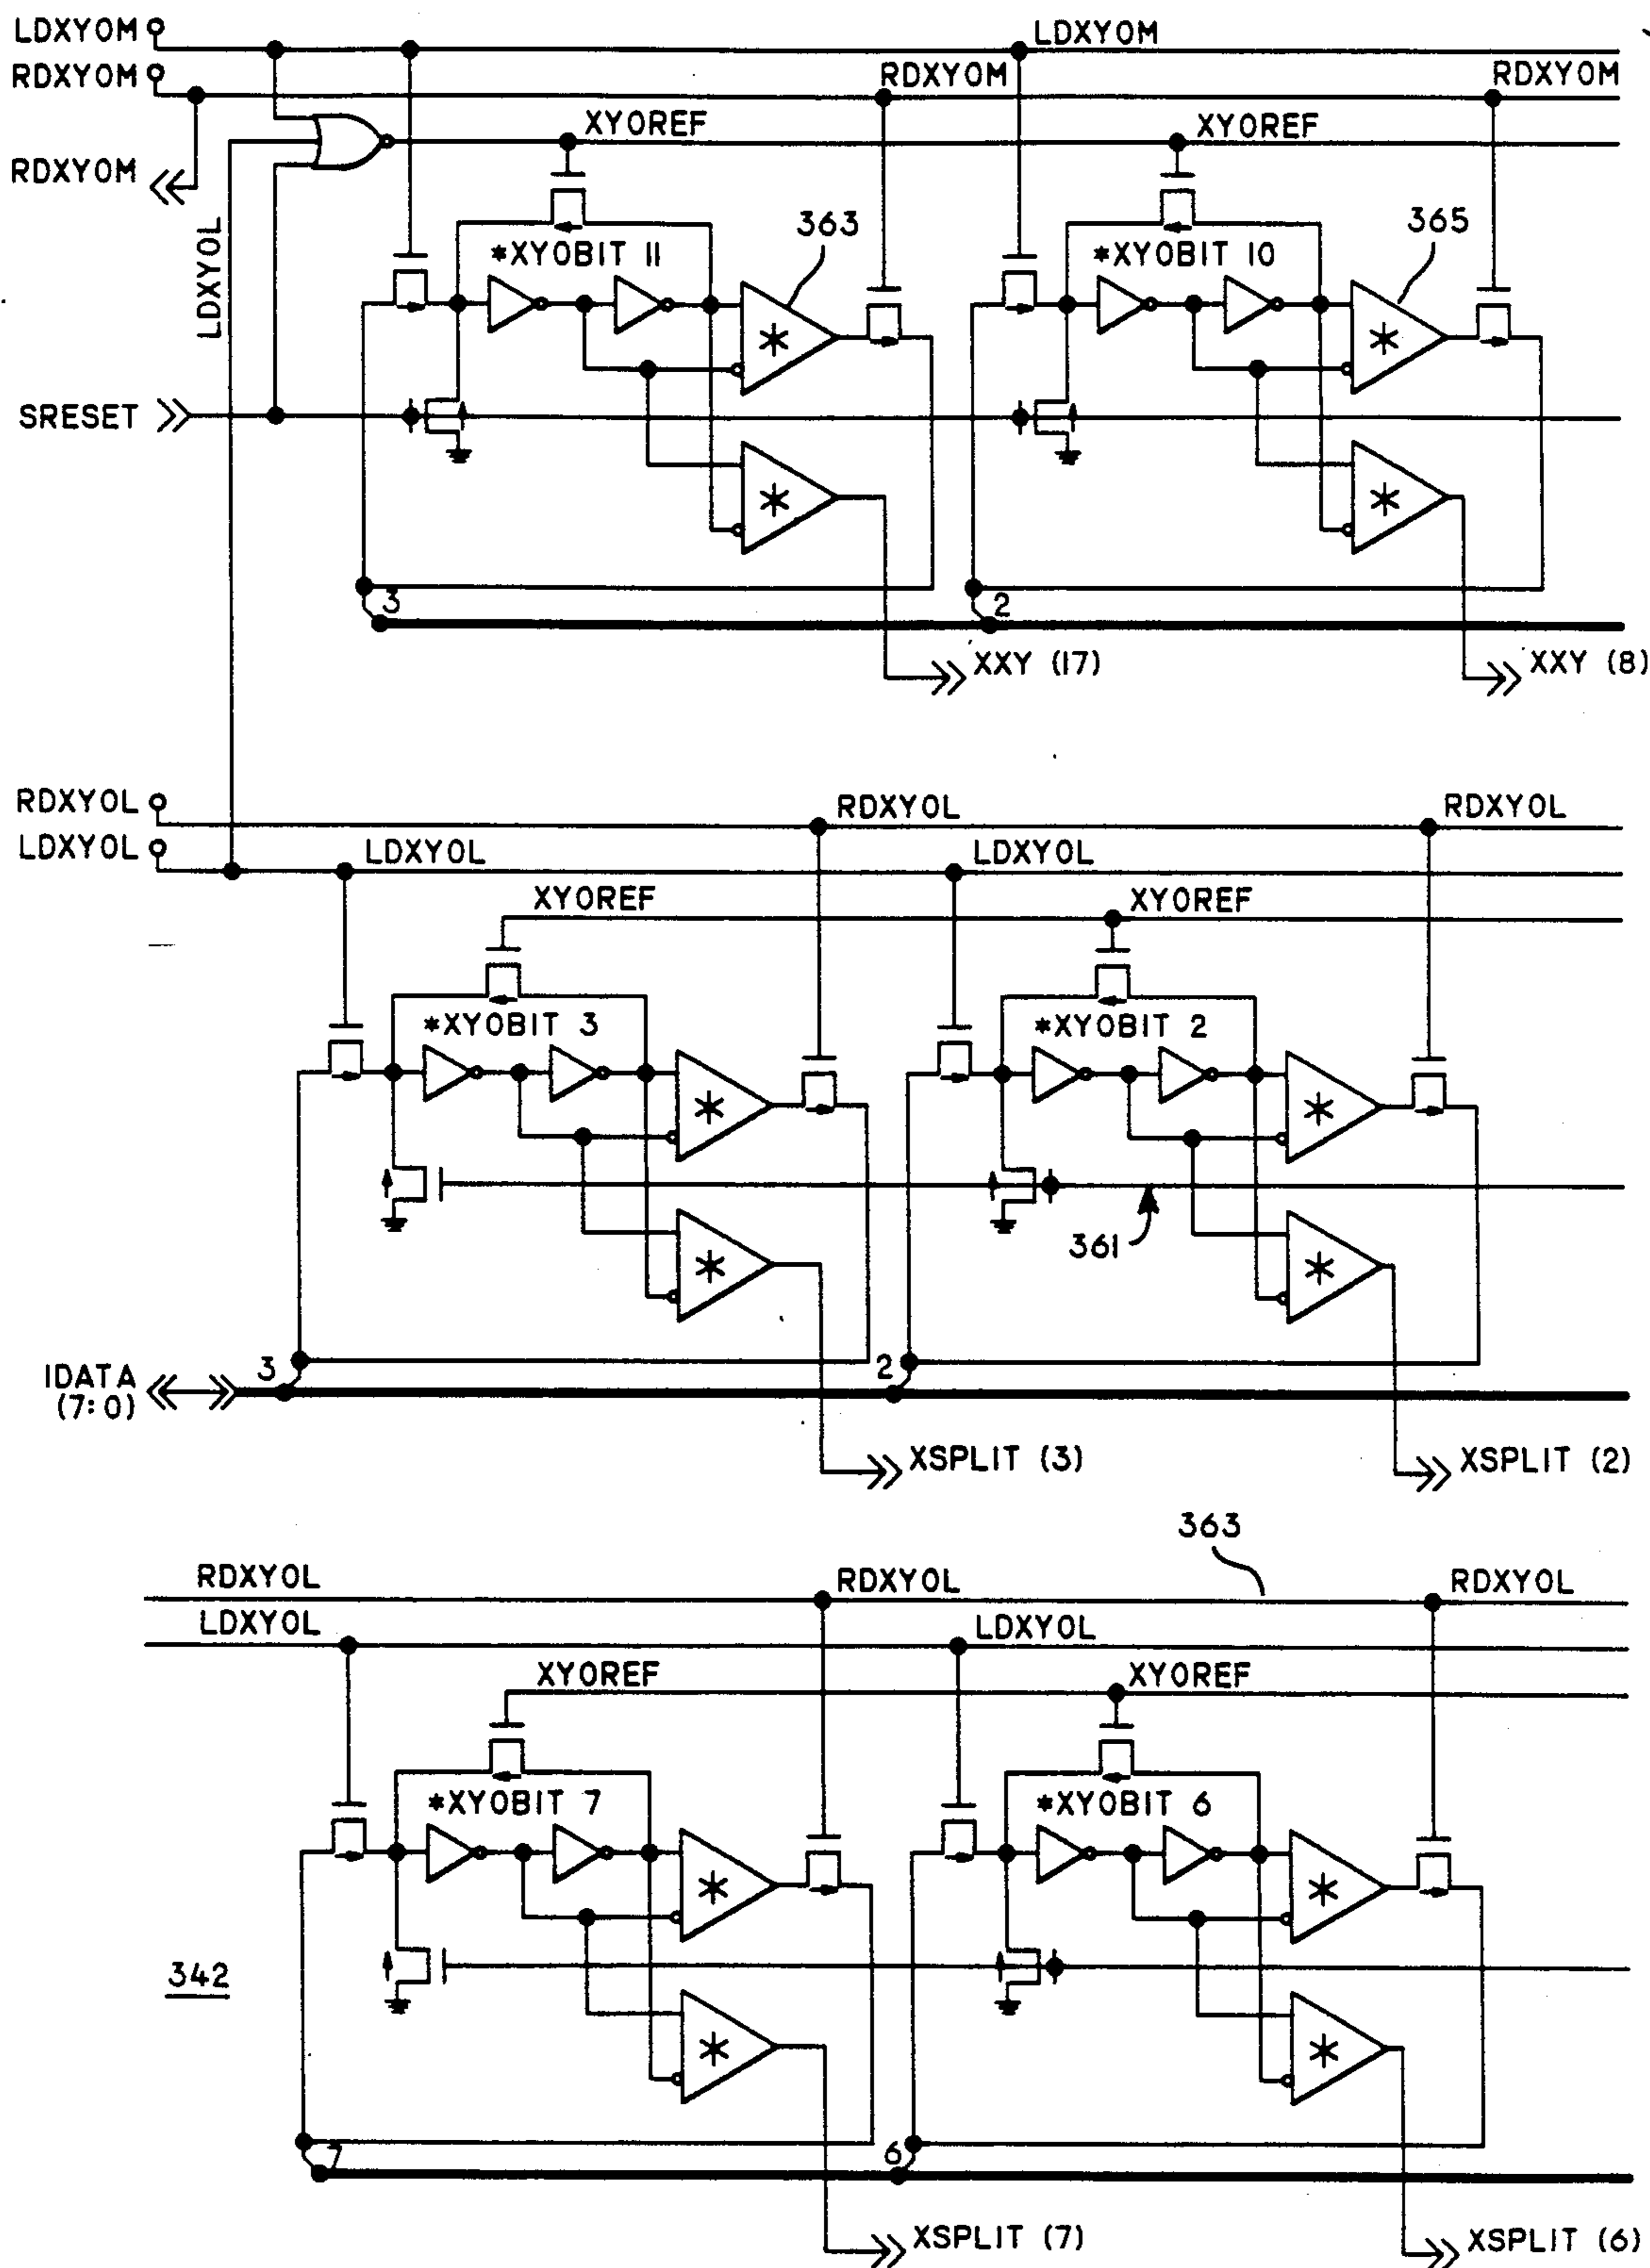 LDXYOM LDXYOM
RDXYOM RDXYOM RDXYOM
XYOREF XYOREF
RDXYOM
LDXYOL
363 365
*XYOBIT 11 *XYOBIT 10
SRESET
3 2
XXY (17) XXY (8)
RDXYOL RDXYOL RDXYOL
LDXYOL LDXYOL LDXYOL
XYOREF XYOREF
*XYOBIT 3 *XYOBIT 2
361
3 2
IDATA
(7:0)
XSPLIT (3) XSPLIT (2)
363
RDXYOL RDXYOL RDXYOL
LDXYOL LDXYOL
XYOREF XYOREF
*XYOBIT 7 *XYOBIT 6
342
7 6
XSPLIT (7) XSPLIT (6)